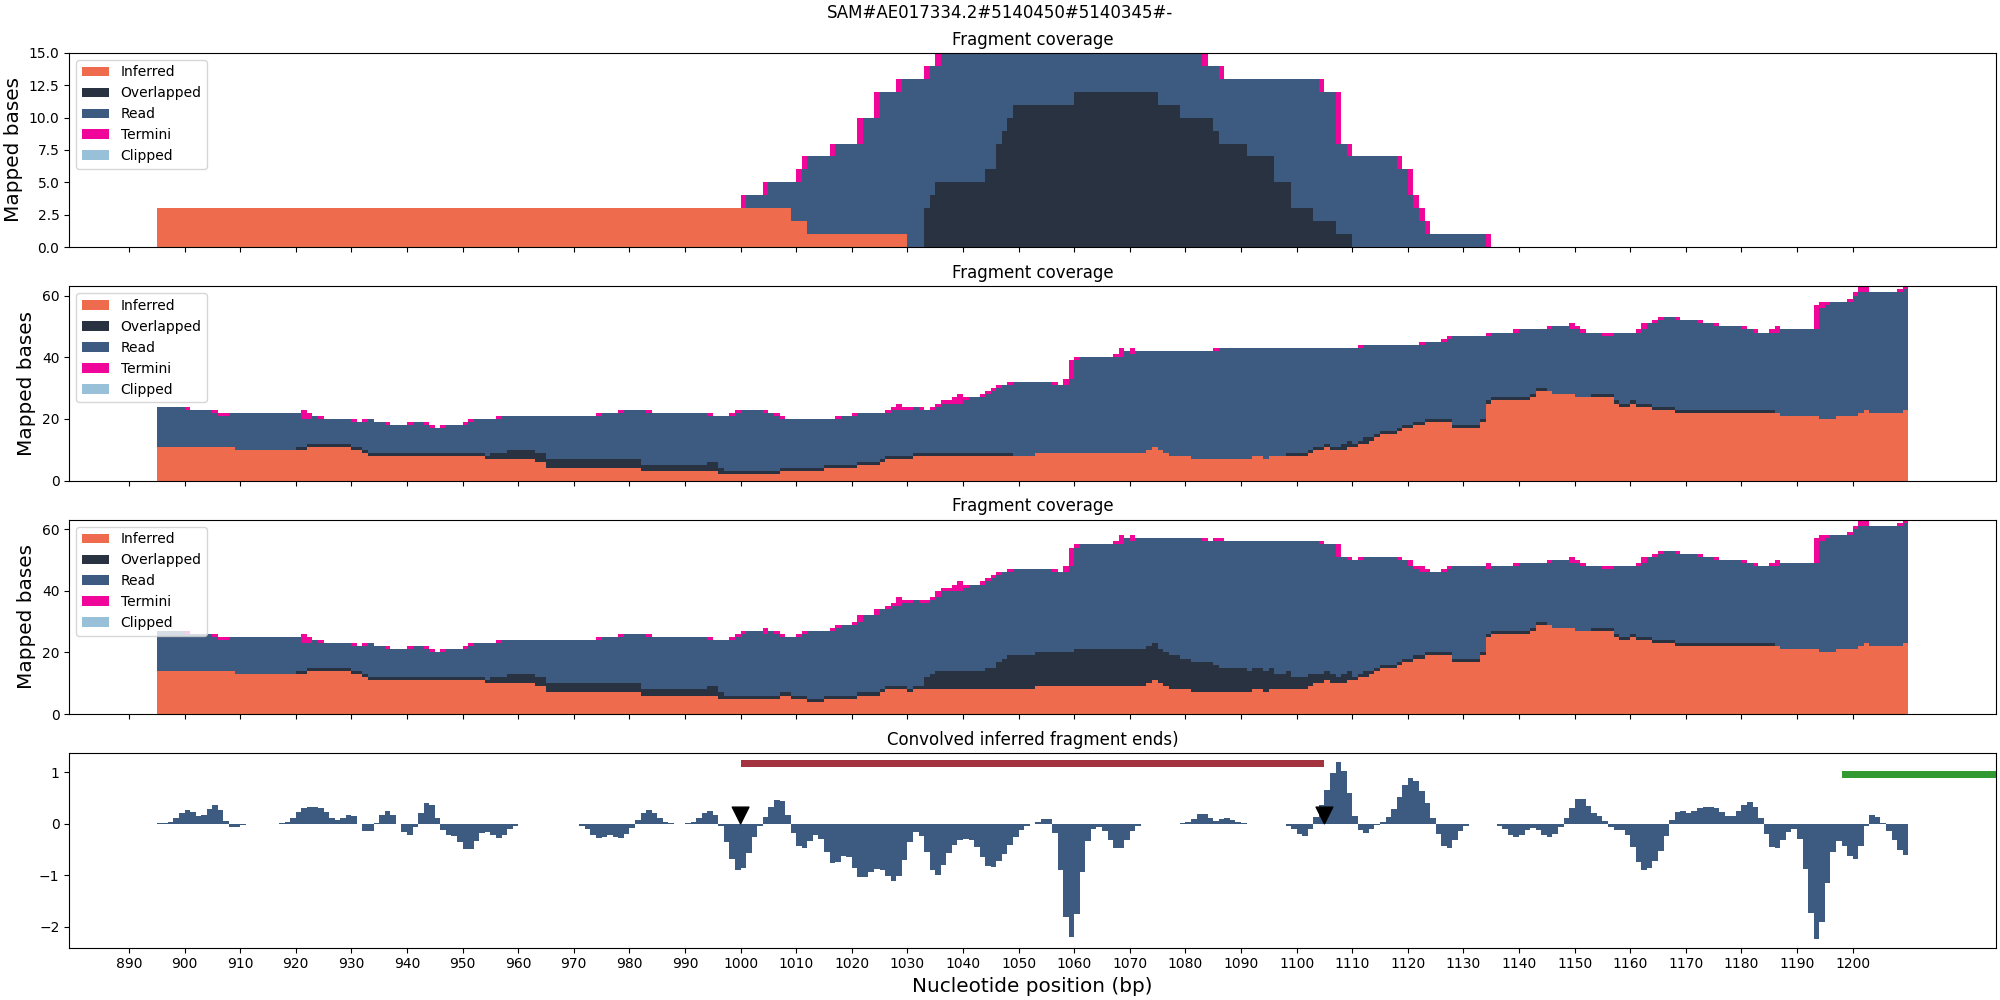 SAM#AE017334.2#5140450#5140345#-
Fragment coverage
Mapped bases
15.0
12.5
10.0
7.5
5.0
2.5
0.0
Inferred
Overlapped
Read
Termini
Clipped
Fragment coverage
Mapped bases
60
40
20
0
Inferred
Overlapped
Read
Termini
Clipped
Fragment coverage
Mapped bases
60
40
20
0
Inferred
Overlapped
Read
Termini
Clipped
Convolved inferred fragment ends)
1
0
−1
−2
890 900 910 920 930 940 950 960 970 980 990 1000 1010 1020 1030 1040 1050 1060 1070 1080 1090 1100 1110 1120 1130 1140 1150 1160 1170 1180 1190 1200
Nucleotide position (bp)